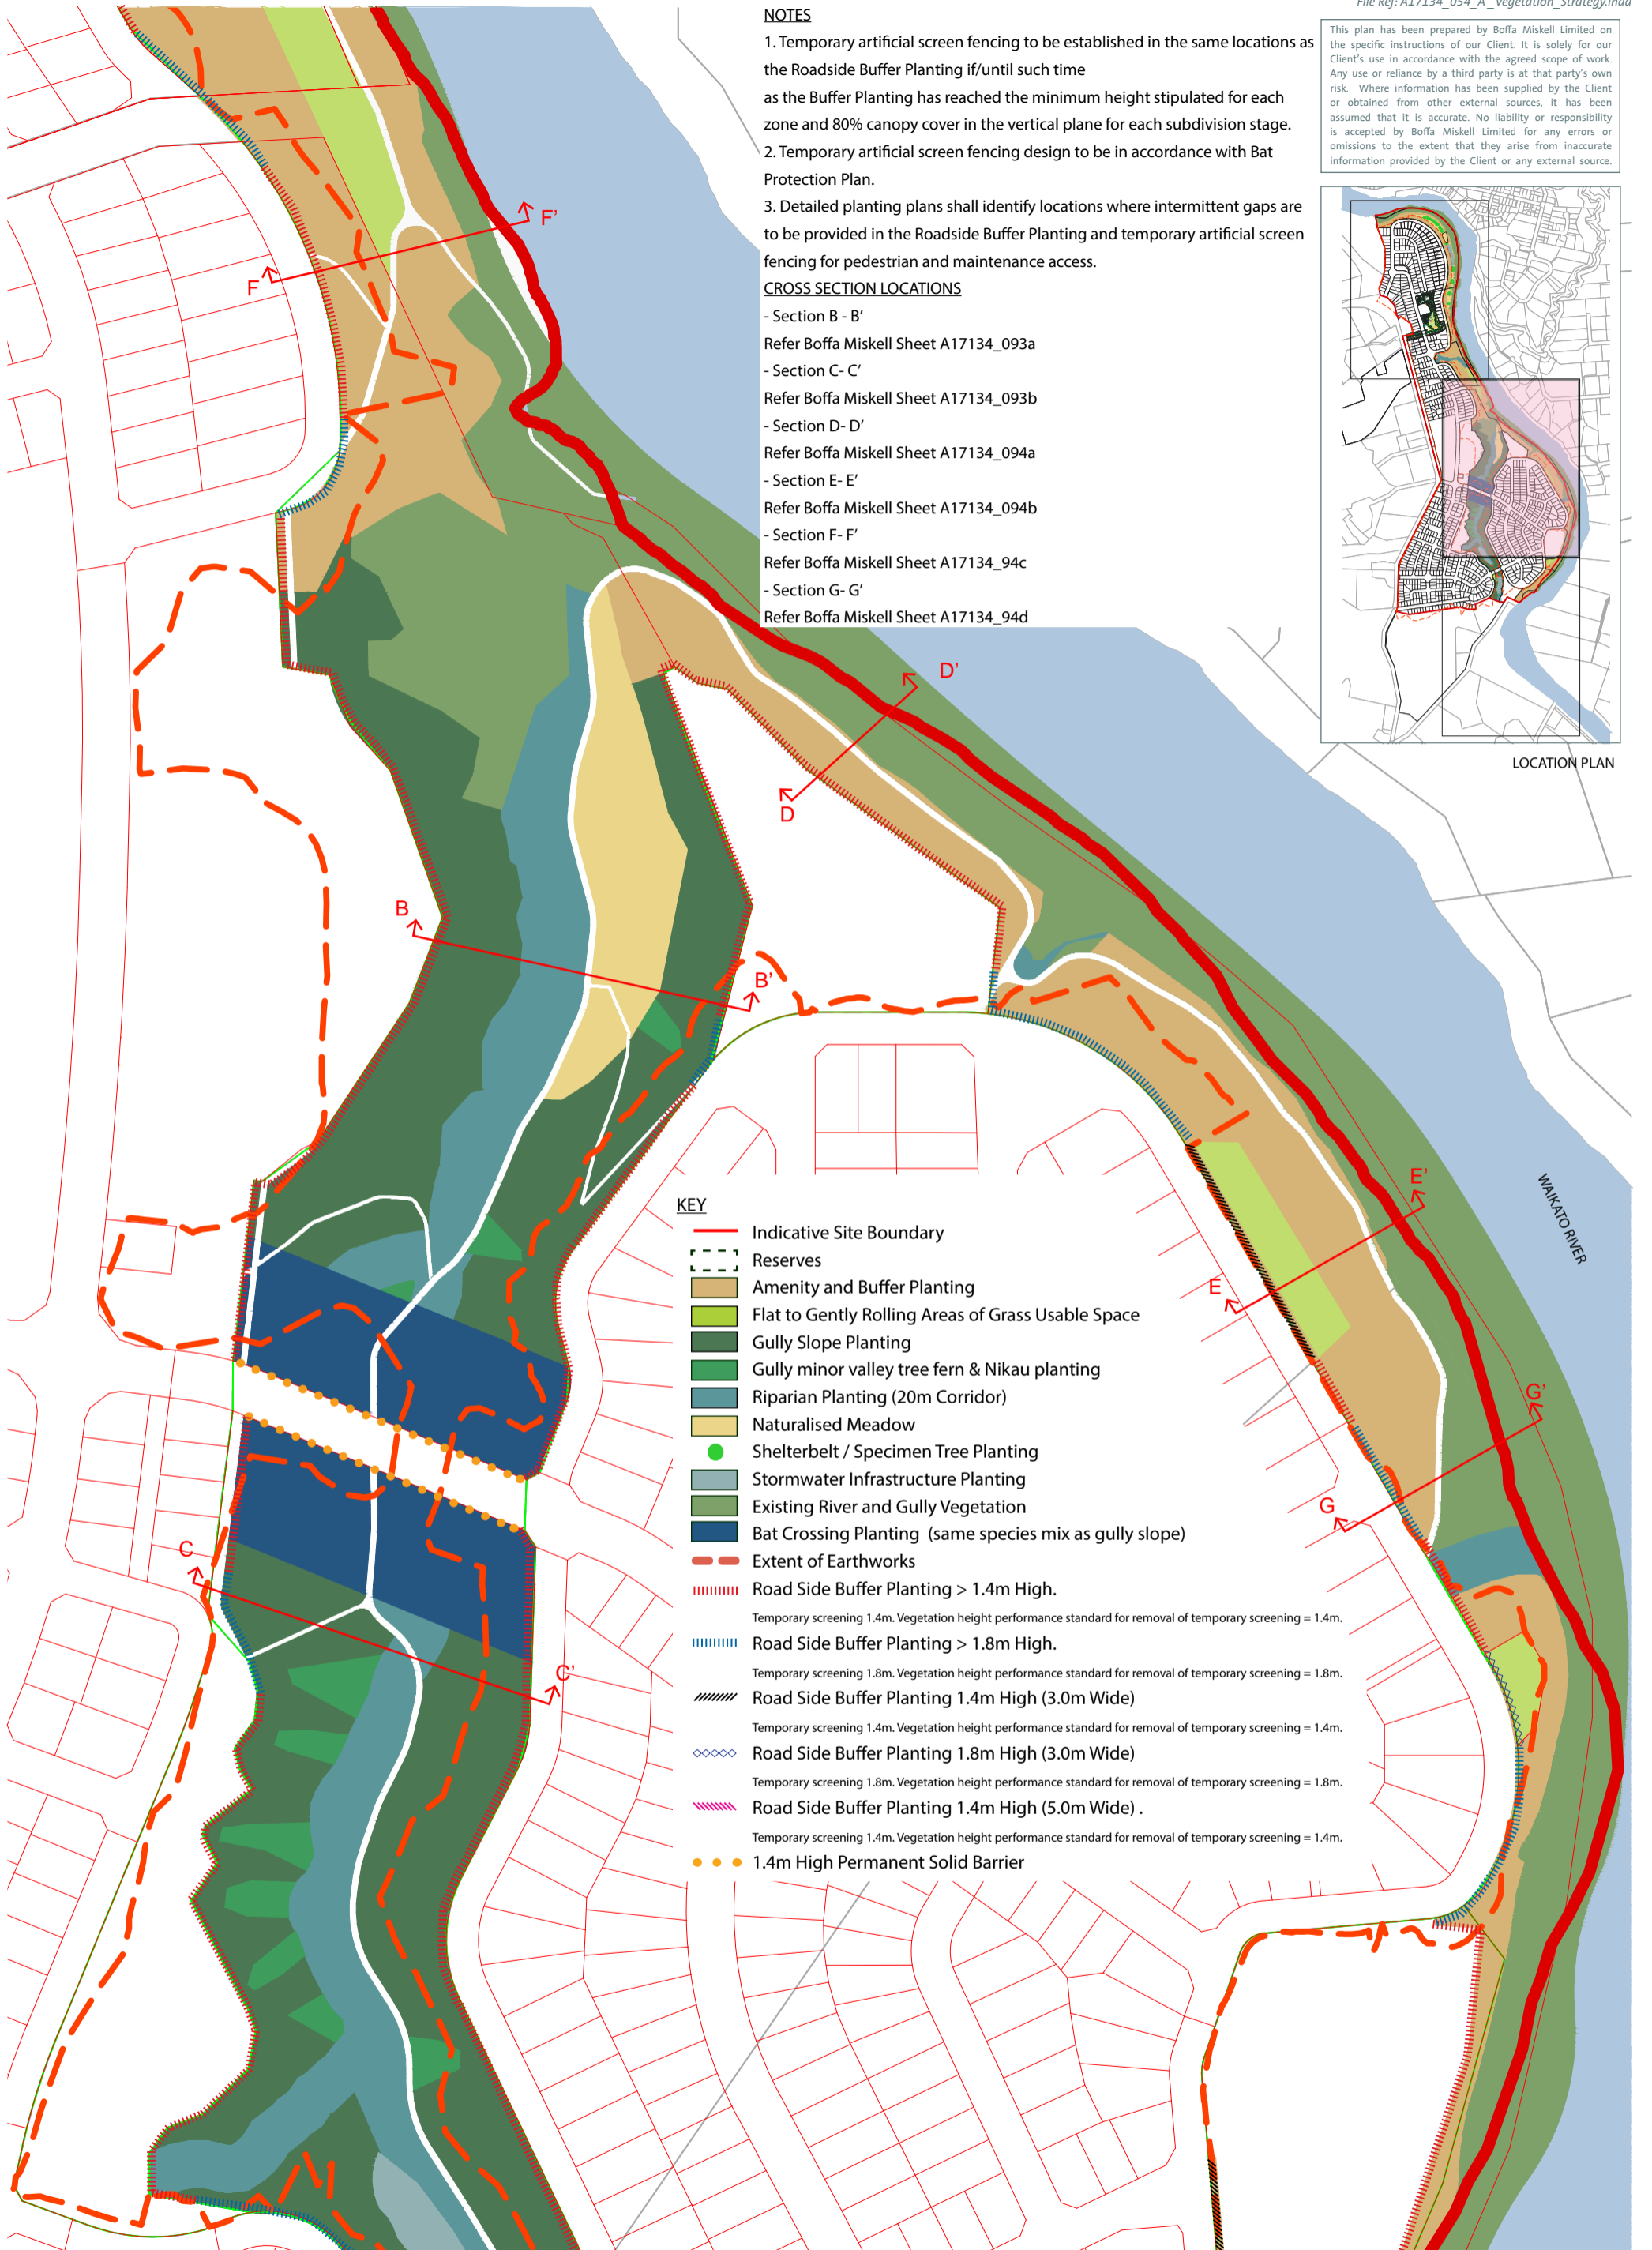 File Ref: A17134_054_A_ Vegetation_Strategy.indd
NOTES
1. Temporary artificial screen fencing to be established in the same locations as
the Roadside Buffer Planting if/until such time
as the Buffer Planting has reached the minimum height stipulated for each
zone and 80% canopy cover in the vertical plane for each subdivision stage.
2. Temporary artificial screen fencing design to be in accordance with Bat
Protection Plan.
3. Detailed planting plans shall identify locations where intermittent gaps are
to be provided in the Roadside Buffer Planting and temporary artificial screen
fencing for pedestrian and maintenance access.
CROSS SECTION LOCATIONS
- Section B - B’
Refer Boffa Miskell Sheet A17134_093a
- Section C- C’
Refer Boffa Miskell Sheet A17134_093b
- Section D- D’
Refer Boffa Miskell Sheet A17134_094a
- Section E- E’
Refer Boffa Miskell Sheet A17134_094b
- Section F- F’
Refer Boffa Miskell Sheet A17134_94c
- Section G- G’
Refer Boffa Miskell Sheet A17134_94d
This plan has been prepared by Boffa Miskell Limited on
the specific instructions of our Client. It is solely for our
Client’s use in accordance with the agreed scope of work.
Any use or reliance by a third party is at that party’s own
risk. Where information has been supplied by the Client
or obtained from other external sources, it has been
assumed that it is accurate. No liability or responsibility
is accepted by Boffa Miskell Limited for any errors or
omissions to the extent that they arise from inaccurate
information provided by the Client or any external source.
LOCATION PLAN
F
F’
D’
D
B
B’
E’
E
G’
G
C
C’
WAIKATO RIVER
KEY
Indicative Site Boundary
Reserves
Amenity and Buffer Planting
Flat to Gently Rolling Areas of Grass Usable Space
Gully Slope Planting
Gully minor valley tree fern & Nikau planting
Riparian Planting (20m Corridor)
Naturalised Meadow
Shelterbelt / Specimen Tree Planting
Stormwater Infrastructure Planting
Existing River and Gully Vegetation
Bat Crossing Planting (same species mix as gully slope)
Extent of Earthworks
Road Side Buffer Planting > 1.4m High.
Temporary screening 1.4m. Vegetation height performance standard for removal of temporary screening = 1.4m.
Road Side Buffer Planting > 1.8m High.
Temporary screening 1.8m. Vegetation height performance standard for removal of temporary screening = 1.8m.
Road Side Buffer Planting 1.4m High (3.0m Wide)
Temporary screening 1.4m. Vegetation height performance standard for removal of temporary screening = 1.4m.
Road Side Buffer Planting 1.8m High (3.0m Wide)
Temporary screening 1.8m. Vegetation height performance standard for removal of temporary screening = 1.8m.
Road Side Buffer Planting 1.4m High (5.0m Wide) .
Temporary screening 1.4m. Vegetation height performance standard for removal of temporary screening = 1.4m.
1.4m High Permanent Solid Barrier